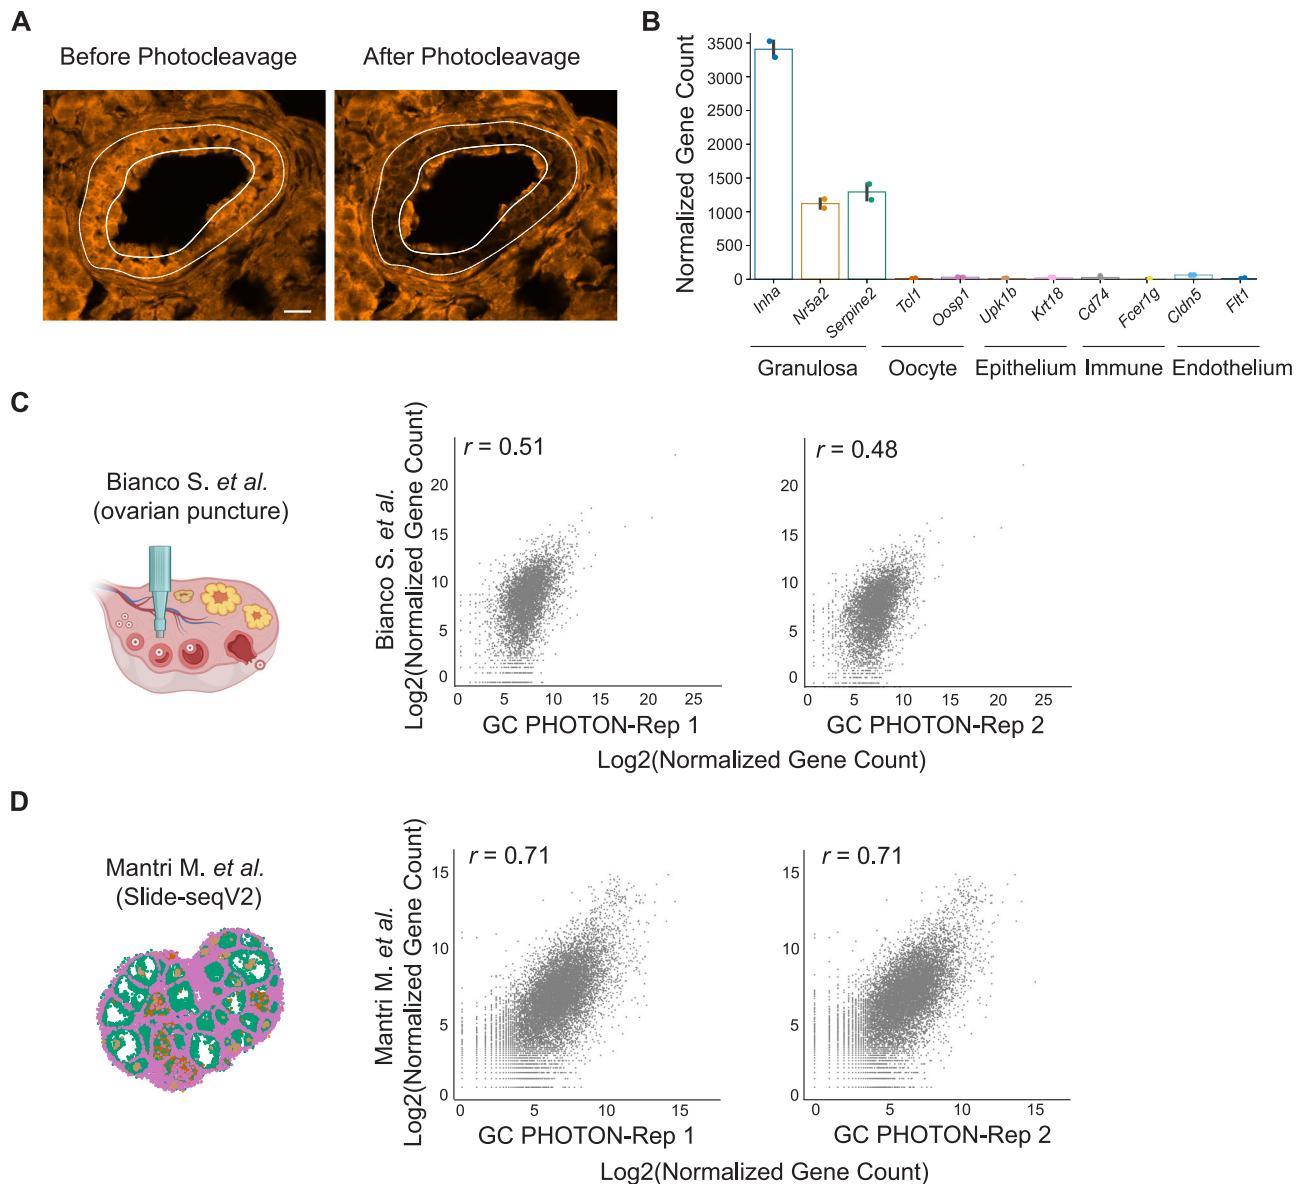 A
Before Photocleavage
After Photocleavage
B
Normalized Gene Count
3500
3000
2500
2000
1500
1000
500
0
Inha
Nr5a2
Serpine2
Tcl1
Oosp1
Upk1b
Krt18
Cd74
Fcer1g
Cldn5
Flt1
Granulosa
Oocyte
Epithelium
Immune
Endothelium
C
Bianco S. et al.
(ovarian puncture)
Bianco S. et al.
Log2(Normalized Gene Count)
r = 0.51
20
15
10
5
0
0 5 10 15 20 25
GC PHOTON-Rep 1
r = 0.48
20
15
10
5
0
0 5 10 15 20 25
GC PHOTON-Rep 2
Log2(Normalized Gene Count)
D
Mantri M. et al.
(Slide-seqV2)
Mantri M. et al.
Log2(Normalized Gene Count)
r = 0.71
15
10
5
0
0 5 10 15
GC PHOTON-Rep 1
r = 0.71
15
10
5
0
0 5 10 15
GC PHOTON-Rep 2
Log2(Normalized Gene Count)